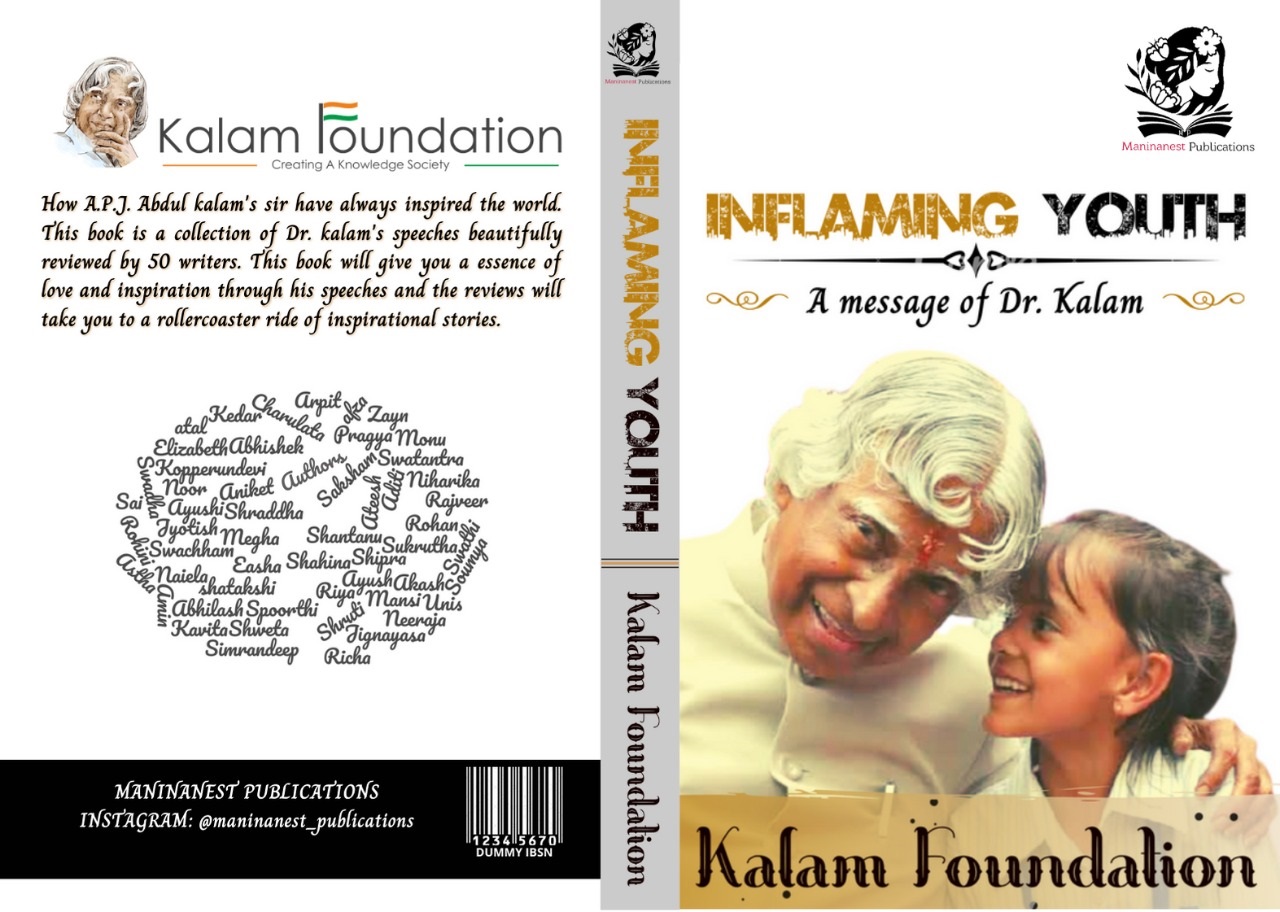 Kalam Foundation
Creating A Knowledge Society
How A.P.J. Abdul kalam's sir have always inspired the world.
This book is a collection of Dr. kalam's speeches beautifully
reviewed by 50 writers. This book will give you a essence of
love and inspiration through his speeches and the reviews will
take you to a rollercoaster ride of inspirational stories.
Arpit
afza
Zayn
Kedar
Charulata
atal
Pragya
Monu
Elizabeth
Abhishek
Swatantra
Kopperundevi
Authors
Saksham
Swadha
Noor
Aniket
Ateesh
Aditi
Niharika
Sai
Ayushi
Shraddha
Rajveer
Rohini
Jyotish
Megha
Shantanu
Rohan
Swachham
Sukrutha
Swathi
Easha
Shahina
Shipra
Soumya
Astha
Naiela
shatakshi
Ayush
Akash
Amin
Riya
Mansi
Unis
Abhilash
Spoorthi
Shruti
Neeraja
Kavita
Shweta
Jignayasa
Simrandeep
Richa
MANINANEST PUBLICATIONS
INSTAGRAM: @maninanest_publications
1234 5670
DUMMY IBSN
Maninanest Publications
INFLAMING YOUTH
Kalam Foundation
Maninanest Publications
INFLAMING YOUTH
A message of Dr. Kalam
Kalam Foundation